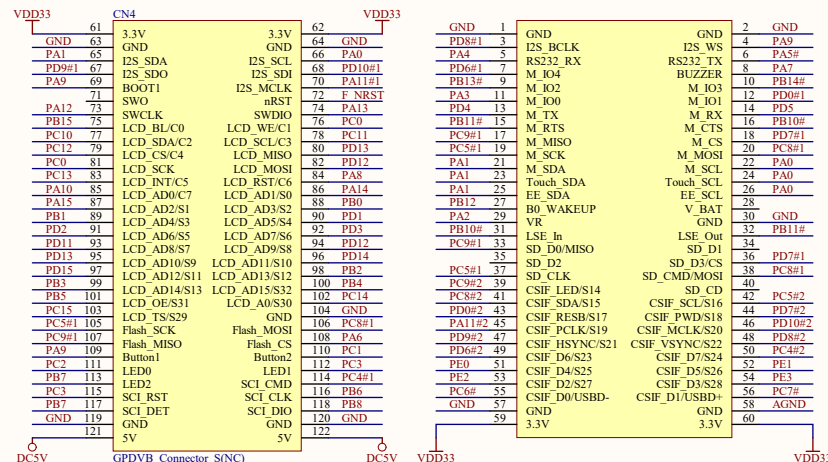 VDD33 CN4 VDD33
61 3.3V 3.3V 62
GND 63 GND GND 64 GND
PA1 65 I2S_SDA I2S_SCL 66 PA0
PD9#1 67 I2S_SDO I2S_SDI 68 PD10#1
PA9 69 BOOT1 I2S_MCLK 70 PA11#1
71 SWO nRST 72 F_NRST
PA12 73 SWCLK SWDIO 74 PA13
PB15 75 LCD_BL/C0 LCD_WE/C1 76 PC0
PC10 77 LCD_SDA/C2 LCD_SCL/C3 78 PC11
PC12 79 LCD_CS/C4 LCD_MISO 80 PD13
PC0 81 LCD_SCK LCD_MOSI 82 PD12
PC13 83 LCD_INT/C5 LCD_RST/C6 84 PA8
PA10 85 LCD_AD0/C7 LCD_AD1/S0 86 PA14
PA15 87 LCD_AD2/S1 LCD_AD3/S2 88 PB0
PB1 89 LCD_AD4/S3 LCD_AD5/S4 90 PD1
PD2 91 LCD_AD6/S5 LCD_AD7/S6 92 PD3
PD11 93 LCD_AD8/S7 LCD_AD9/S8 94 PD12
PD13 95 LCD_AD10/S9 LCD_AD11/S10 96 PD14
PD15 97 LCD_AD12/S11 LCD_AD13/S12 98 PB2
PB3 99 LCD_AD14/S13 LCD_AD15/S32 100 PB4
PB5 101 LCD_OE/S31 LCD_A0/S30 102 PC14
PC15 103 LCD_TS/S29 GND 104 GND
PC5#1 105 Flash_SCK Flash_MOSI 106 PC8#1
PC9#1 107 Flash_MISO Flash_CS 108 PA6
PA9 109 Button1 Button2 110 PC1
PC2 111 LED0 LED1 112 PC3
PB7 113 LED2 SCI_CMD 114 PC4#1
PC3 115 SCI_RST SCI_CLK 116 PB6
PB7 117 SCI_DET SCI_DIO 118 PB8
GND 119 GND GND 120 GND
121 5V 5V 122
DC5V GPDVB_Connector_S(NC) DC5V
GND 1 GND GND 2 GND
PD8#1 3 I2S_BCLK I2S_WS 4 PA9
PA4 5 RS232_RX RS232_TX 6 PA5#
PD6#1 7 M_IO4 BUZZER 8 PA7
PB13# 9 M_IO2 M_IO3 10 PB14#
PA3 11 M_IO0 M_IO1 12 PD0#1
PD4 13 M_TX M_RX 14 PD5
PB11# 15 M_RTS M_CTS 16 PB10#
PC9#1 17 M_MISO M_CS 18 PD7#1
PC5#1 19 M_SCK M_MOSI 20 PC8#1
PA1 21 M_SDA M_SCL 22 PA0
PA1 23 Touch_SDA Touch_SCL 24 PA0
PA1 25 EE_SDA EE_SCL 26 PA0
PB12 27 B0_WAKEUP V_BAT 28
PA2 29 VR GND 30 GND
PB10# 31 LSE_In LSE_Out 32 PB11#
PC9#1 33 SD_D0/MISO SD_D1 34
35 SD_D2 SD_D3/CS 36 PD7#1
PC5#1 37 SD_CLK SD_CMD/MOSI 38 PC8#1
PC9#2 39 CSIF_LED/S14 SD_CD 40
PC8#2 41 CSIF_SDA/S15 CSIF_SCL/S16 42 PC5#2
PD0#2 43 CSIF_RESB/S17 CSIF_PWD/S18 44 PD7#2
PA11#2 45 CSIF_PCLK/S19 CSIF_MCLK/S20 46 PD10#2
PD9#2 47 CSIF_HSYNC/S21 CSIF_VSYNC/S22 48 PD8#2
PD6#2 49 CSIF_D6/S23 CSIF_D7/S24 50 PC4#2
PE0 51 CSIF_D4/S25 CSIF_D5/S26 52 PE1
PE2 53 CSIF_D2/S27 CSIF_D3/S28 54 PE3
PC6# 55 CSIF_D0/USBD- CSIF_D1/USBD+ 56 PC7#
GND 57 GND GND 58 AGND
59 3.3V 3.3V 60
VDD33 VDD33